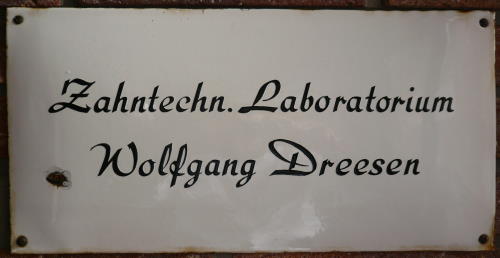 Zahntechn. Laboratorium
Wolfgang Dreesen